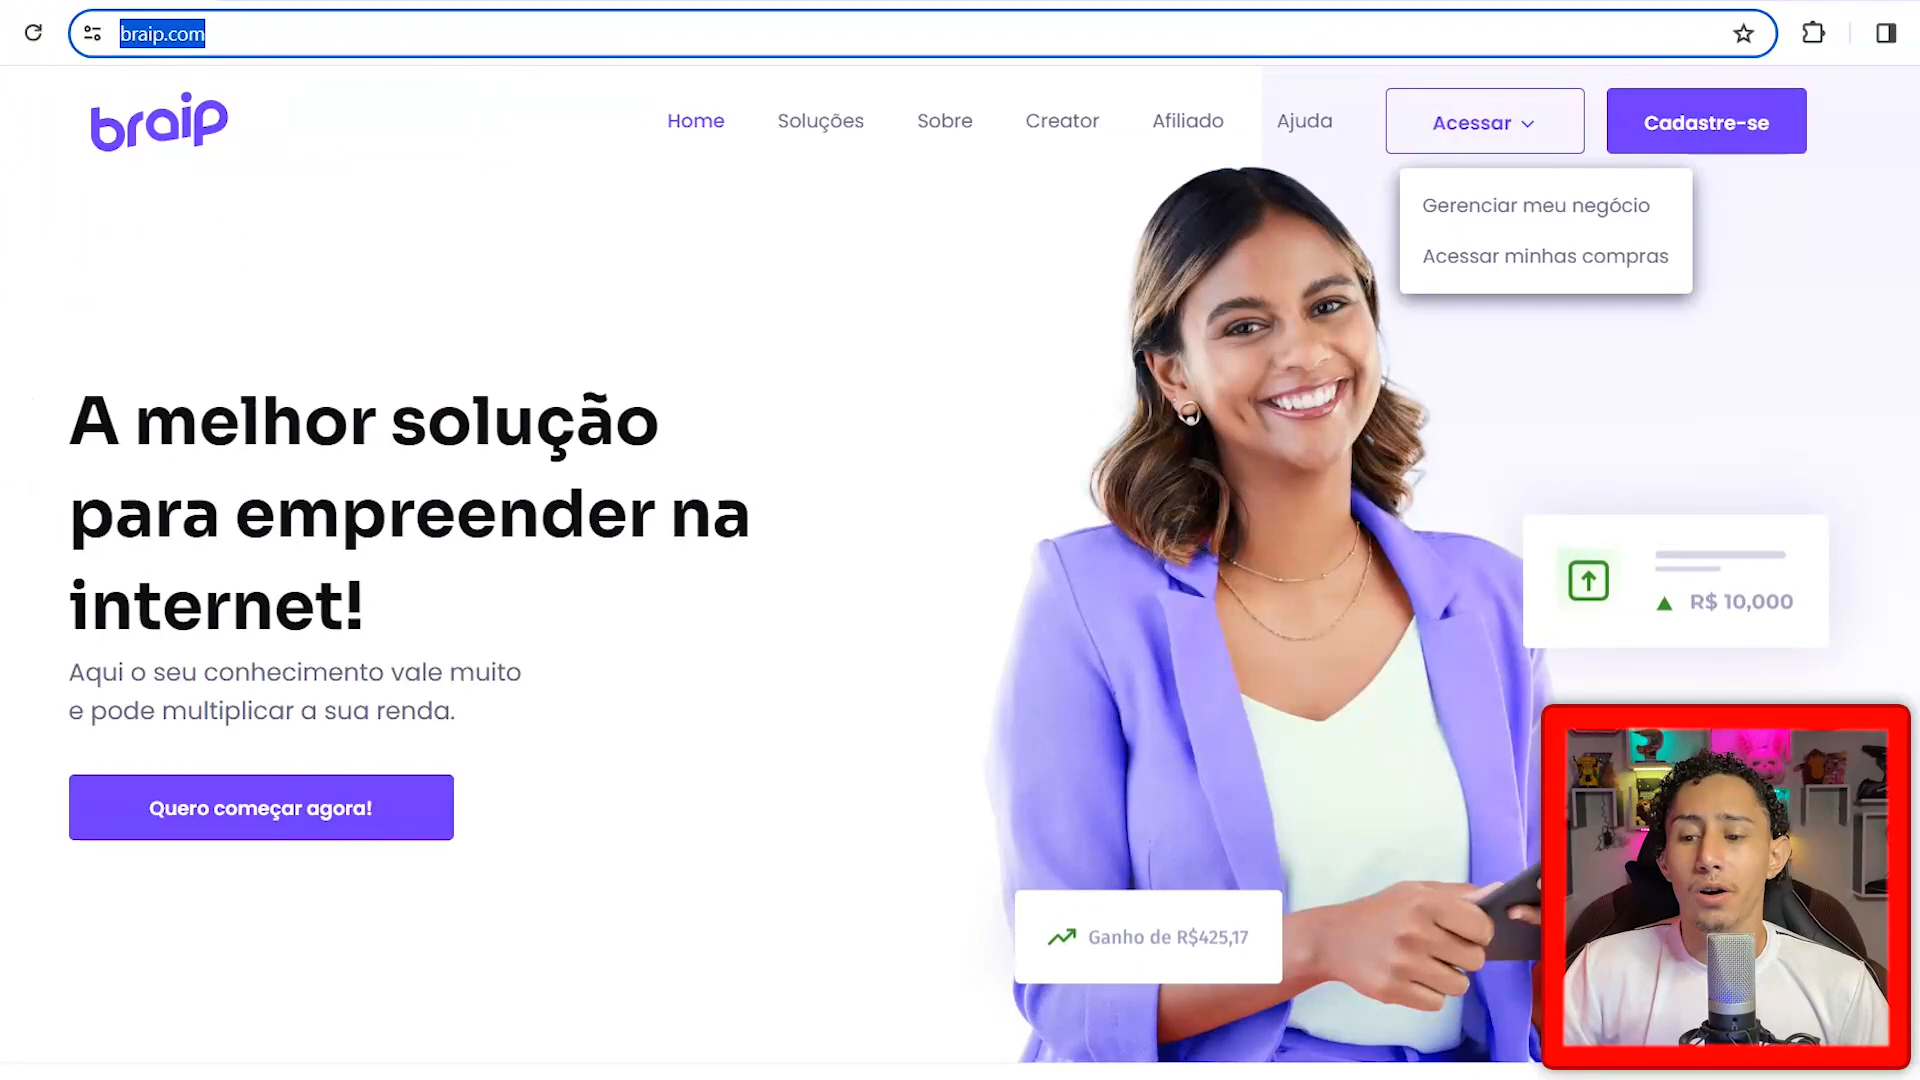 braip.com
braip
Home
Soluções
Sobre
Creator
Afiliado
Ajuda
Acessar
Cadastre-se
Gerenciar meu negócio
Acessar minhas compras
A melhor solução
para empreender na
internet!
Aqui o seu conhecimento vale muito
e pode multiplicar a sua renda.
Quero começar agora!
R$ 10,000
Ganho de R$425,17